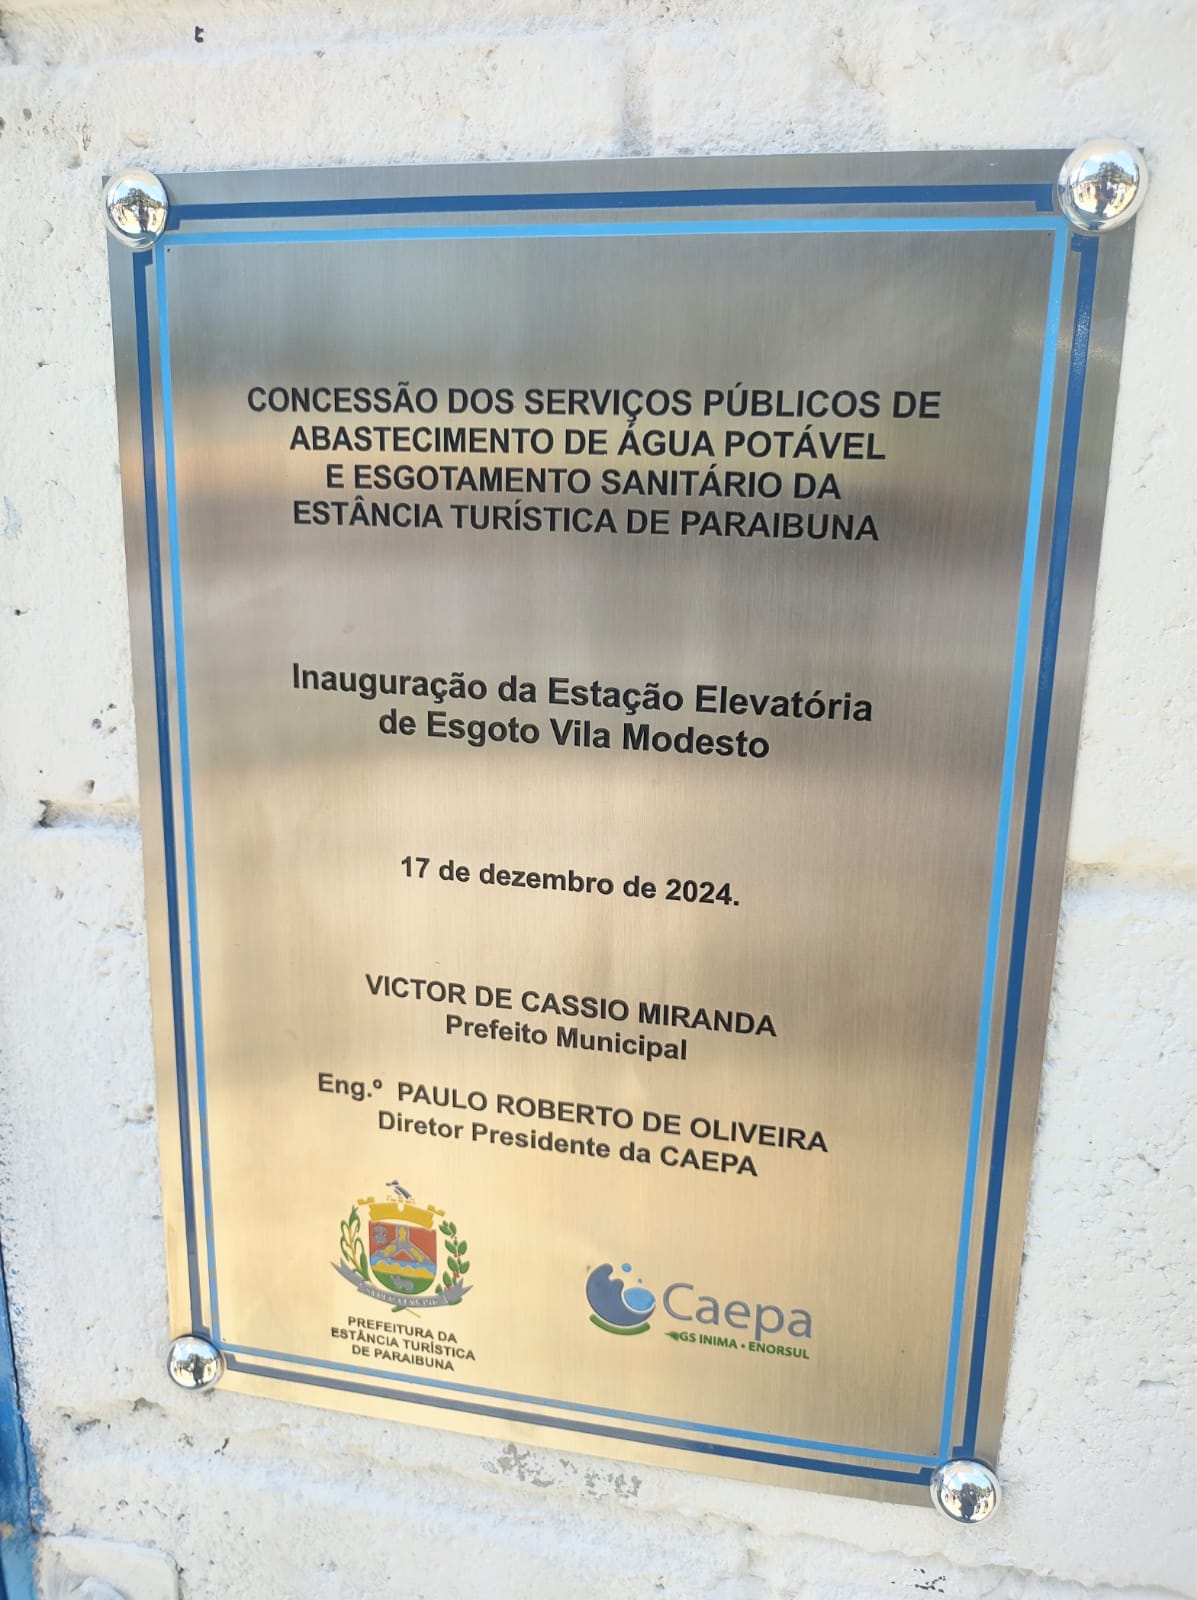 CONCESSÃO DOS SERVIÇOS PÚBLICOS DE
ABASTECIMENTO DE ÁGUA POTÁVEL
E ESGOTAMENTO SANITÁRIO DA
ESTÂNCIA TURÍSTICA DE PARAIBUNA
Inauguração da Estação Elevatória
de Esgoto Vila Modesto
17 de dezembro de 2024.
VICTOR DE CASSIO MIRANDA
Prefeito Municipal
Eng.º PAULO ROBERTO DE OLIVEIRA
Diretor Presidente da CAEPA
PREFEITURA DA
ESTÂNCIA TURÍSTICA
DE PARAIBUNA
Caepa
GS INIMA • ENORSUL